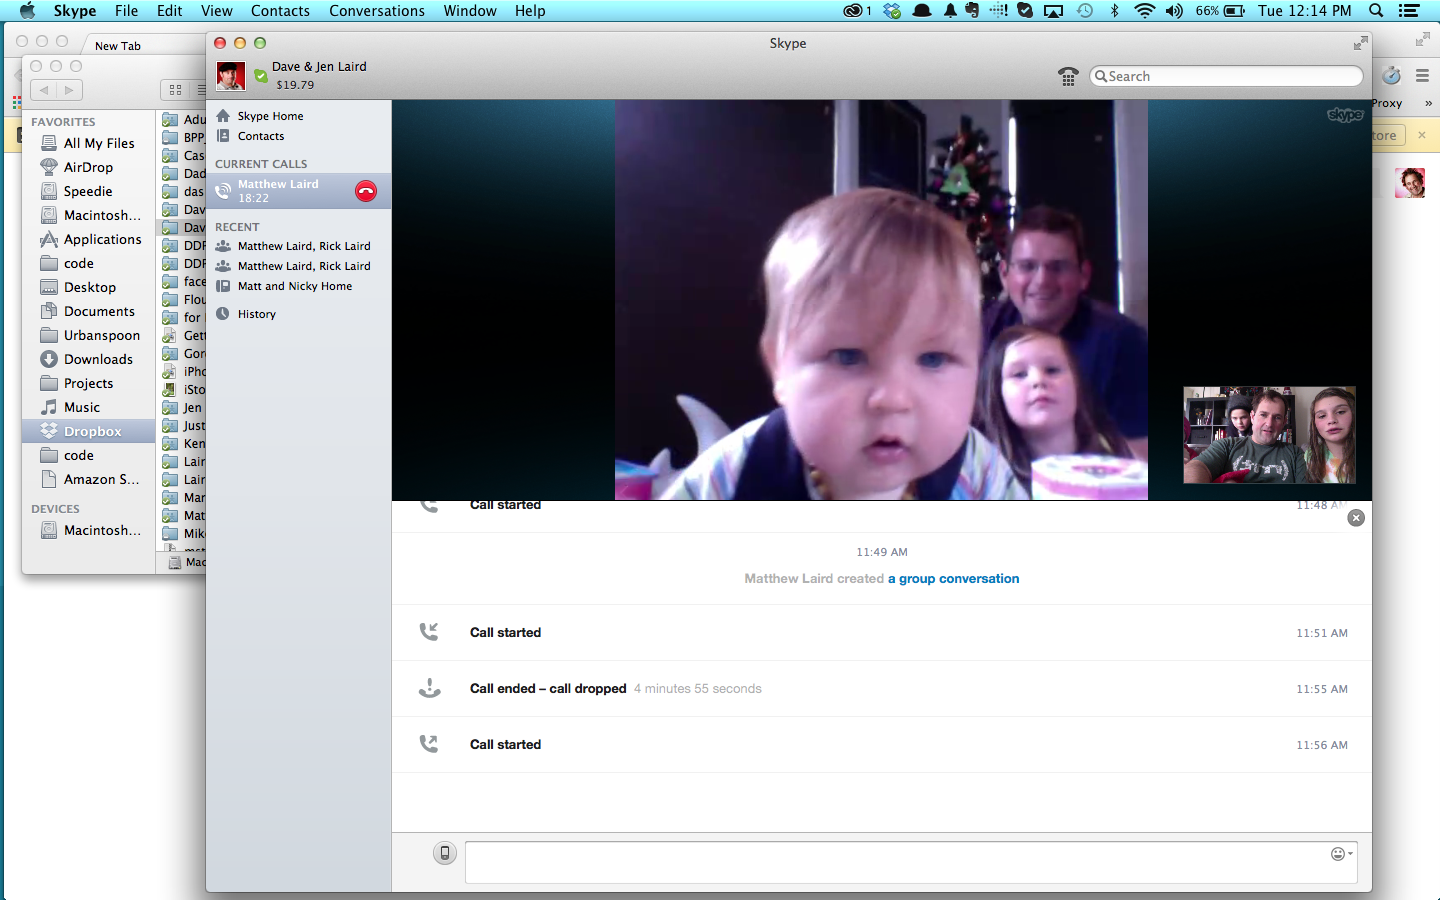 Skype File Edit View Contacts Conversations Window Help
1 66% Tue 12:14 PM
New Tab
Skype
Dave & Jen Laird
$19.79
Search
Proxy »
tore ×
FAVORITES
All My Files
AirDrop
Speedie
Macintosh...
Applications
code
Desktop
Documents
Urbanspoon
Downloads
Projects
Music
Dropbox
code
Amazon S...
DEVICES
Macintosh...
Adu
BPP
Cas
Dad
das
Dav
Dav
DDF
DDF
face
Flou
for
Gett
Gor
iPho
iSto
Jen
Just
Ken
Lair
Lair
Mar
Mat
Mike
Mac
Skype Home
Contacts
CURRENT CALLS
Matthew Laird
18:22
RECENT
Matthew Laird, Rick Laird
Matthew Laird, Rick Laird
Matt and Nicky Home
History
skype
Call started 11:48 AM
11:49 AM
Matthew Laird created a group conversation
Call started 11:51 AM
Call ended – call dropped 4 minutes 55 seconds 11:55 AM
Call started 11:56 AM